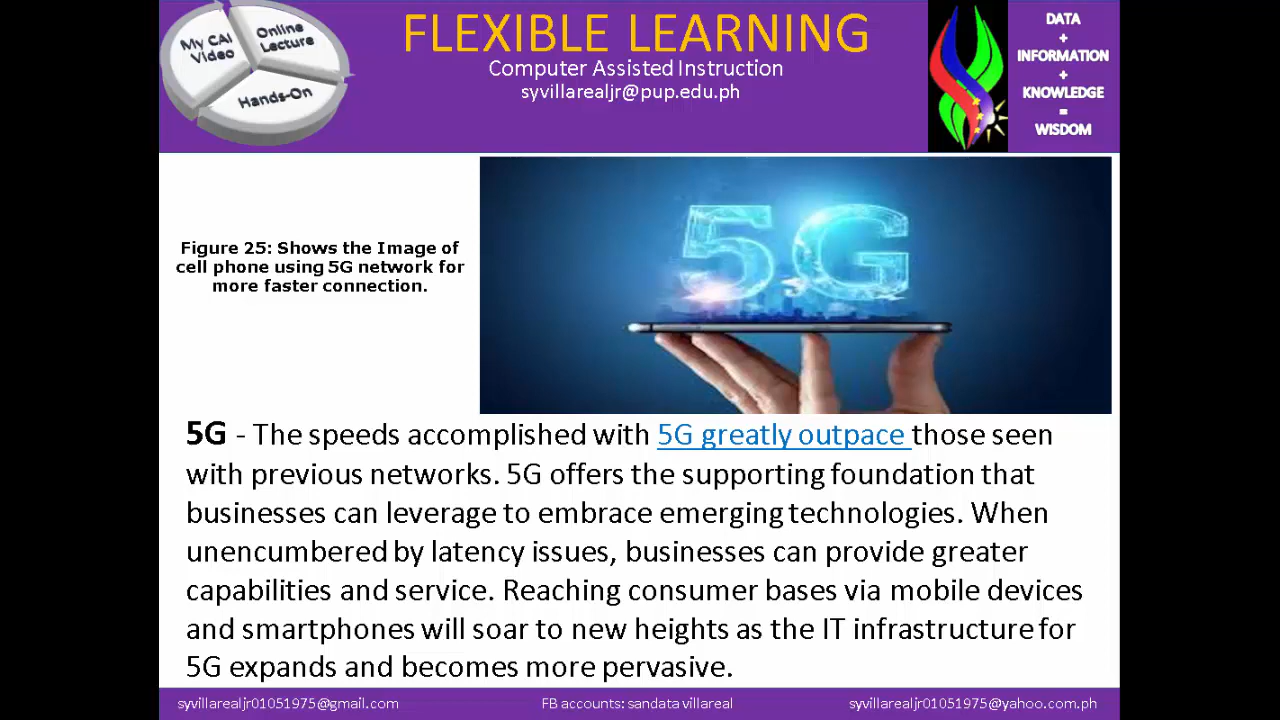 My CAI
Video
Online
Lecture
Hands-On
FLEXIBLE LEARNING
Computer Assisted Instruction
syvillarealjr@pup.edu.ph
DATA
+
INFORMATION
+
KNOWLEDGE
=
WISDOM
Figure 25: Shows the Image of
cell phone using 5G network for
more faster connection.
5G
5G - The speeds accomplished with 5G greatly outpace those seen
with previous networks. 5G offers the supporting foundation that
businesses can leverage to embrace emerging technologies. When
unencumbered by latency issues, businesses can provide greater
capabilities and service. Reaching consumer bases via mobile devices
and smartphones will soar to new heights as the IT infrastructure for
5G expands and becomes more pervasive.
syvillarealjr01051975@gmail.com
FB accounts: sandata villareal
syvillarealjr01051975@yahoo.com.ph